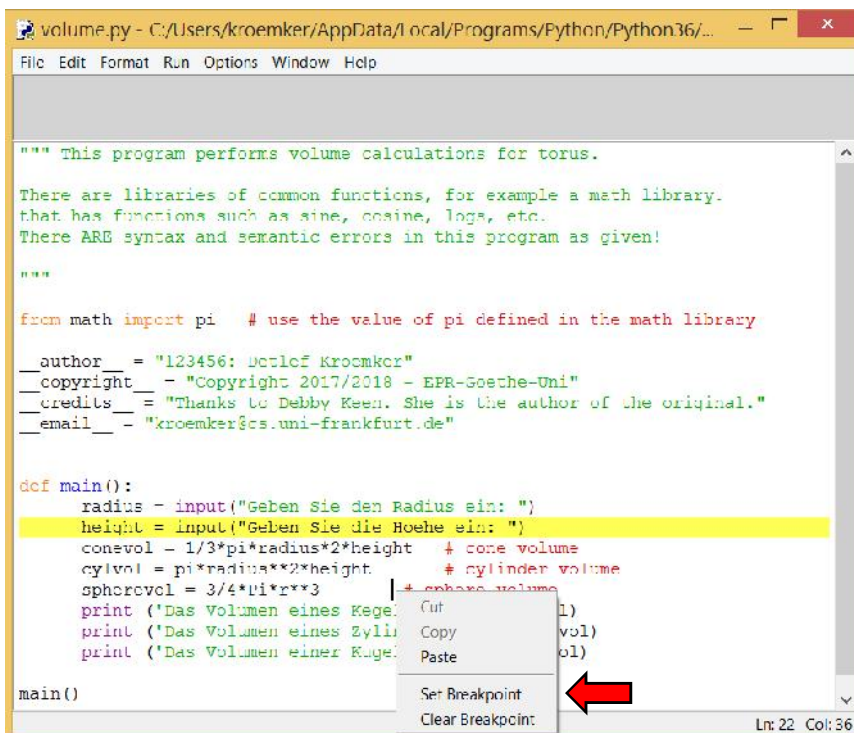 volume.py - C:/Users/kroemker/AppData/Local/Programs/Python/Python36/...
File Edit Format Run Options Window Help
""" This program performs volume calculations for torus.
There are libraries of common functions, for example a math library.
that has functions such as sine, cosine, logs, etc.
There ARE syntax and semantic errors in this program as given!
"""
from math import pi # use the value of pi defined in the math library
__author__ = "123456: Detlef Kroemker"
__copyright__ = "Copyright 2017/2018 - EPR-Goethe-Uni"
__credits__ = "Thanks to Debby Keen. She is the author of the original."
__email__ = "kroemker@cs.uni-frankfurt.de"
def main():
radius = input("Geben Sie den Radius ein: ")
height = input("Geben Sie die Hoehe ein: ")
conevol = 1/3*pi*radius*2*height # cone volume
cylvol = pi*radius**2*height # cylinder volume
spherevol = 3/4*Pi*r**3 # sphere volume
print ('Das Volumen eines Kege l)
print ('Das Volumen eines Zyli vol)
print ('Das Volumen einer Kuge ol)
main()
Cut
Copy
Paste
Set Breakpoint
Clear Breakpoint
Ln: 22 Col: 36